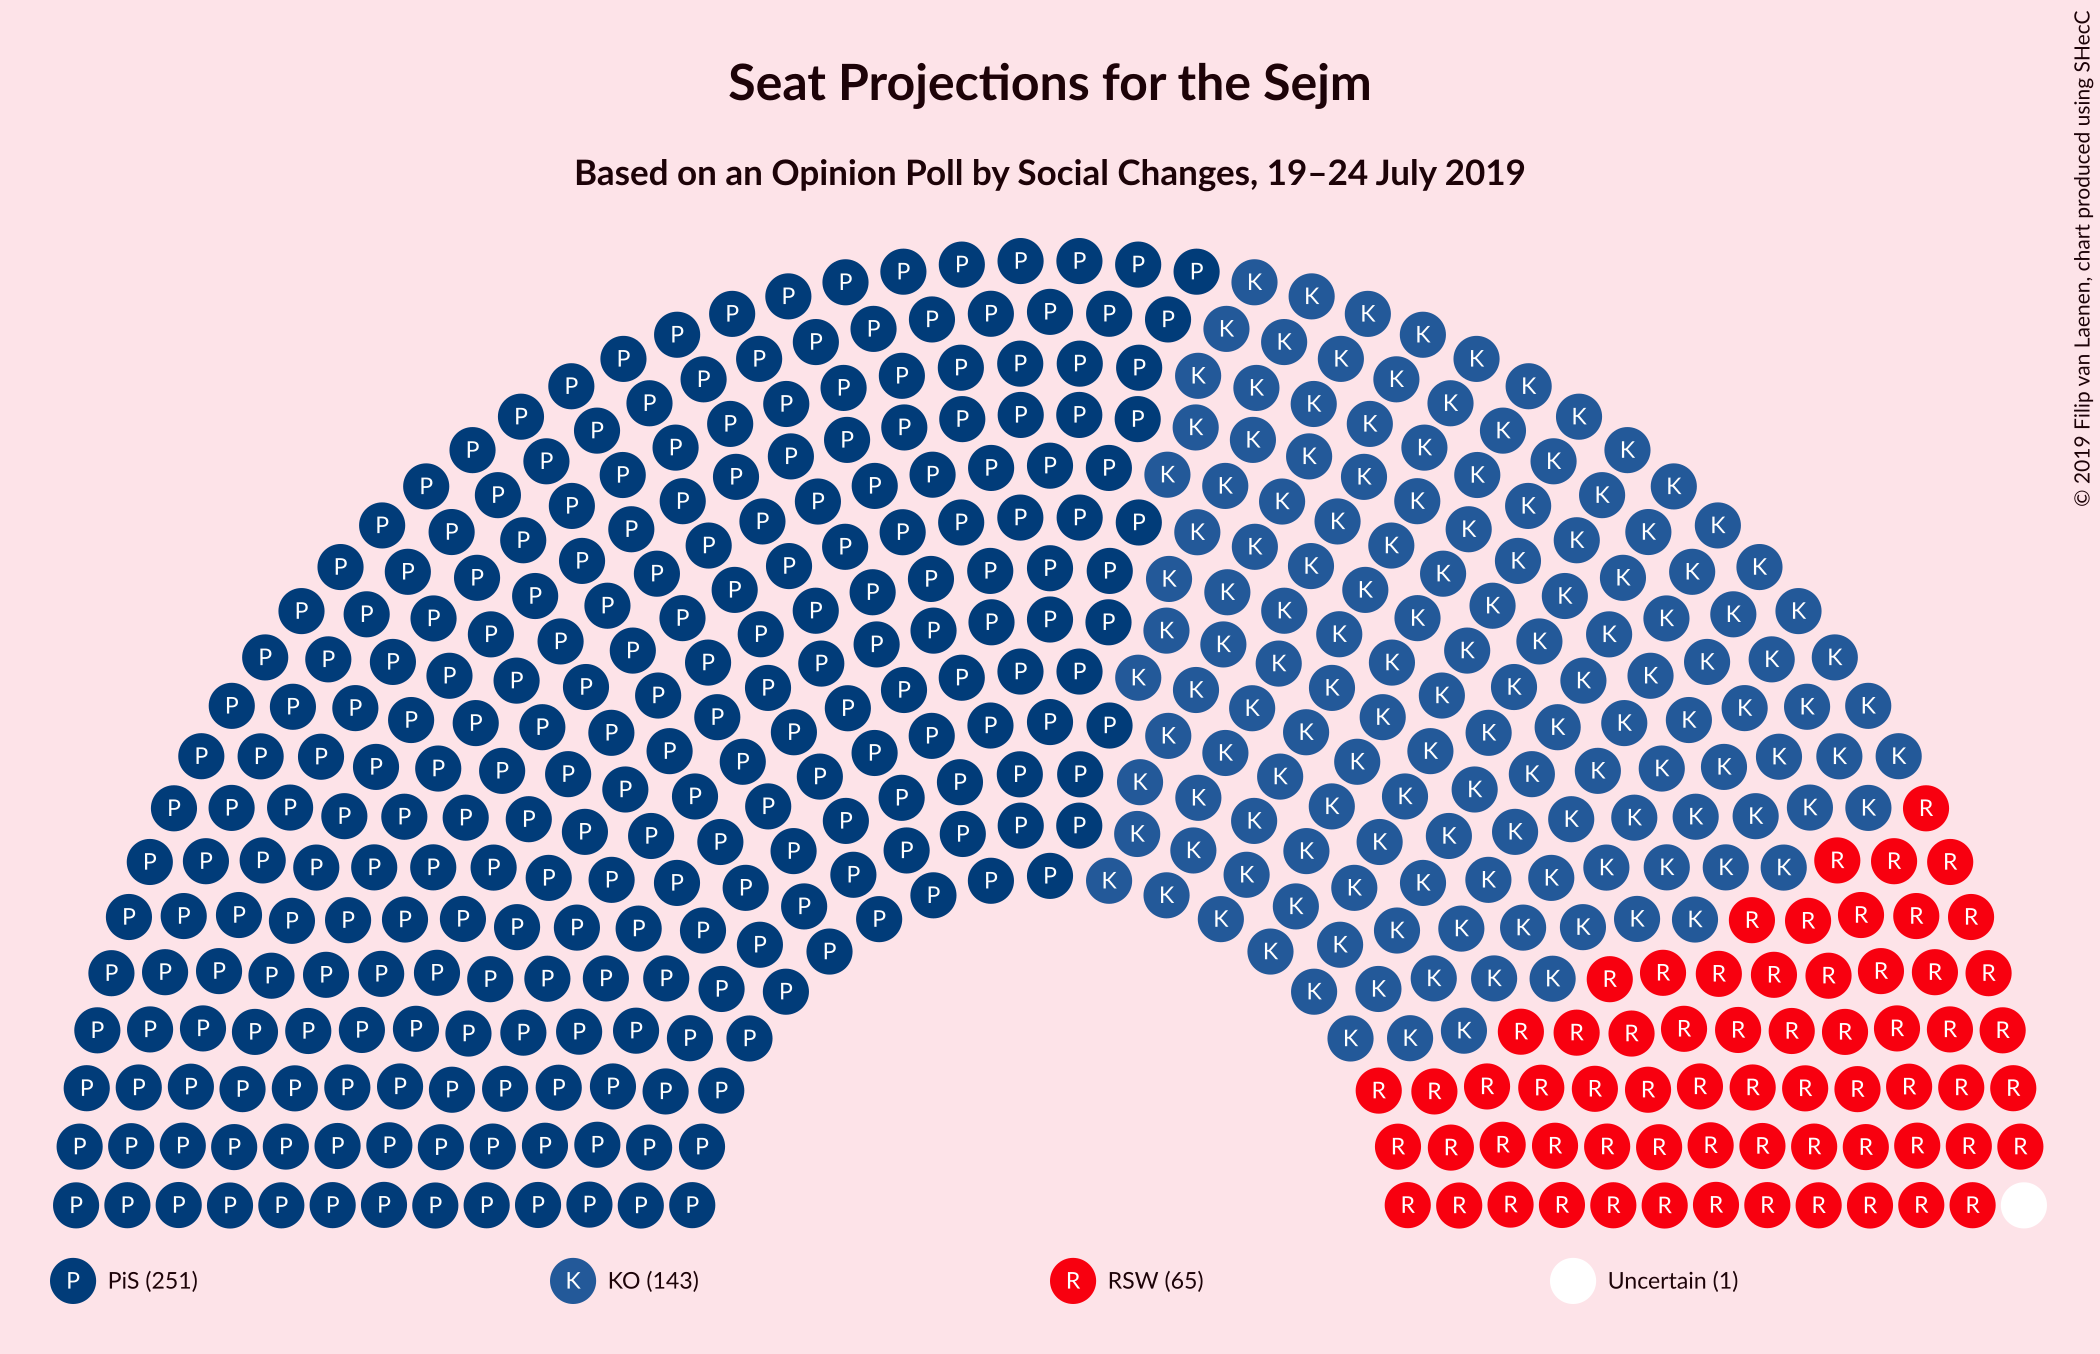 Seat Projections for the Sejm
Based on an Opinion Poll by Social Changes, 19–24 July 2019
© 2019 Filip van Laenen, chart produced using SHecC
P PiS (251)
K KO (143)
R RSW (65)
Uncertain (1)